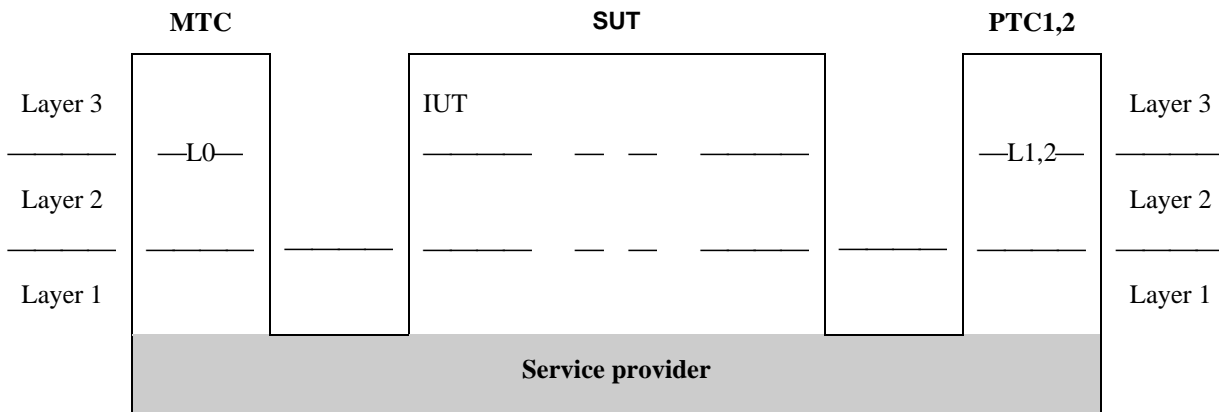 MTC SUT PTC1,2
Layer 3 IUT Layer 3
L0 L1,2
Layer 2 Layer 2
Layer 1 Layer 1
Service provider